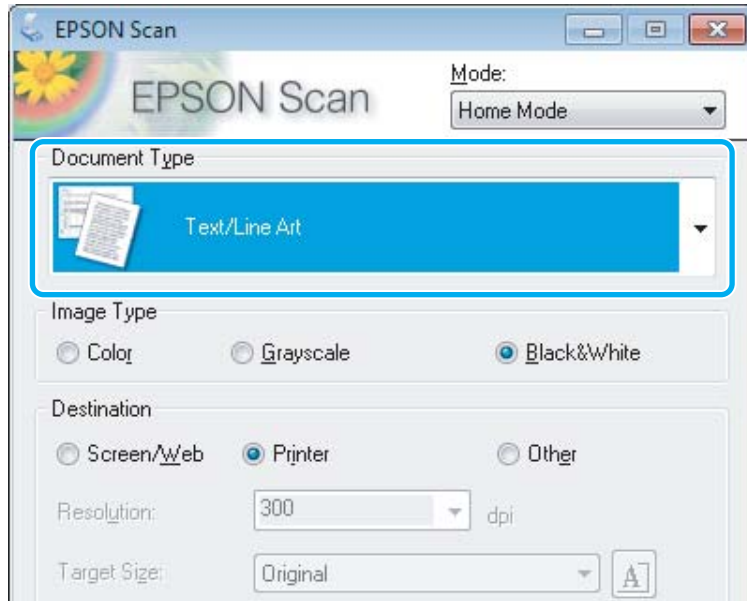 EPSON Scan
EPSON Scan
Mode:
Home Mode
Document Type
Text/Line Art
Image Type
Color Grayscale Black&White
Destination
Screen/Web Printer Other
Resolution: 300 dpi
Target Size: Original A